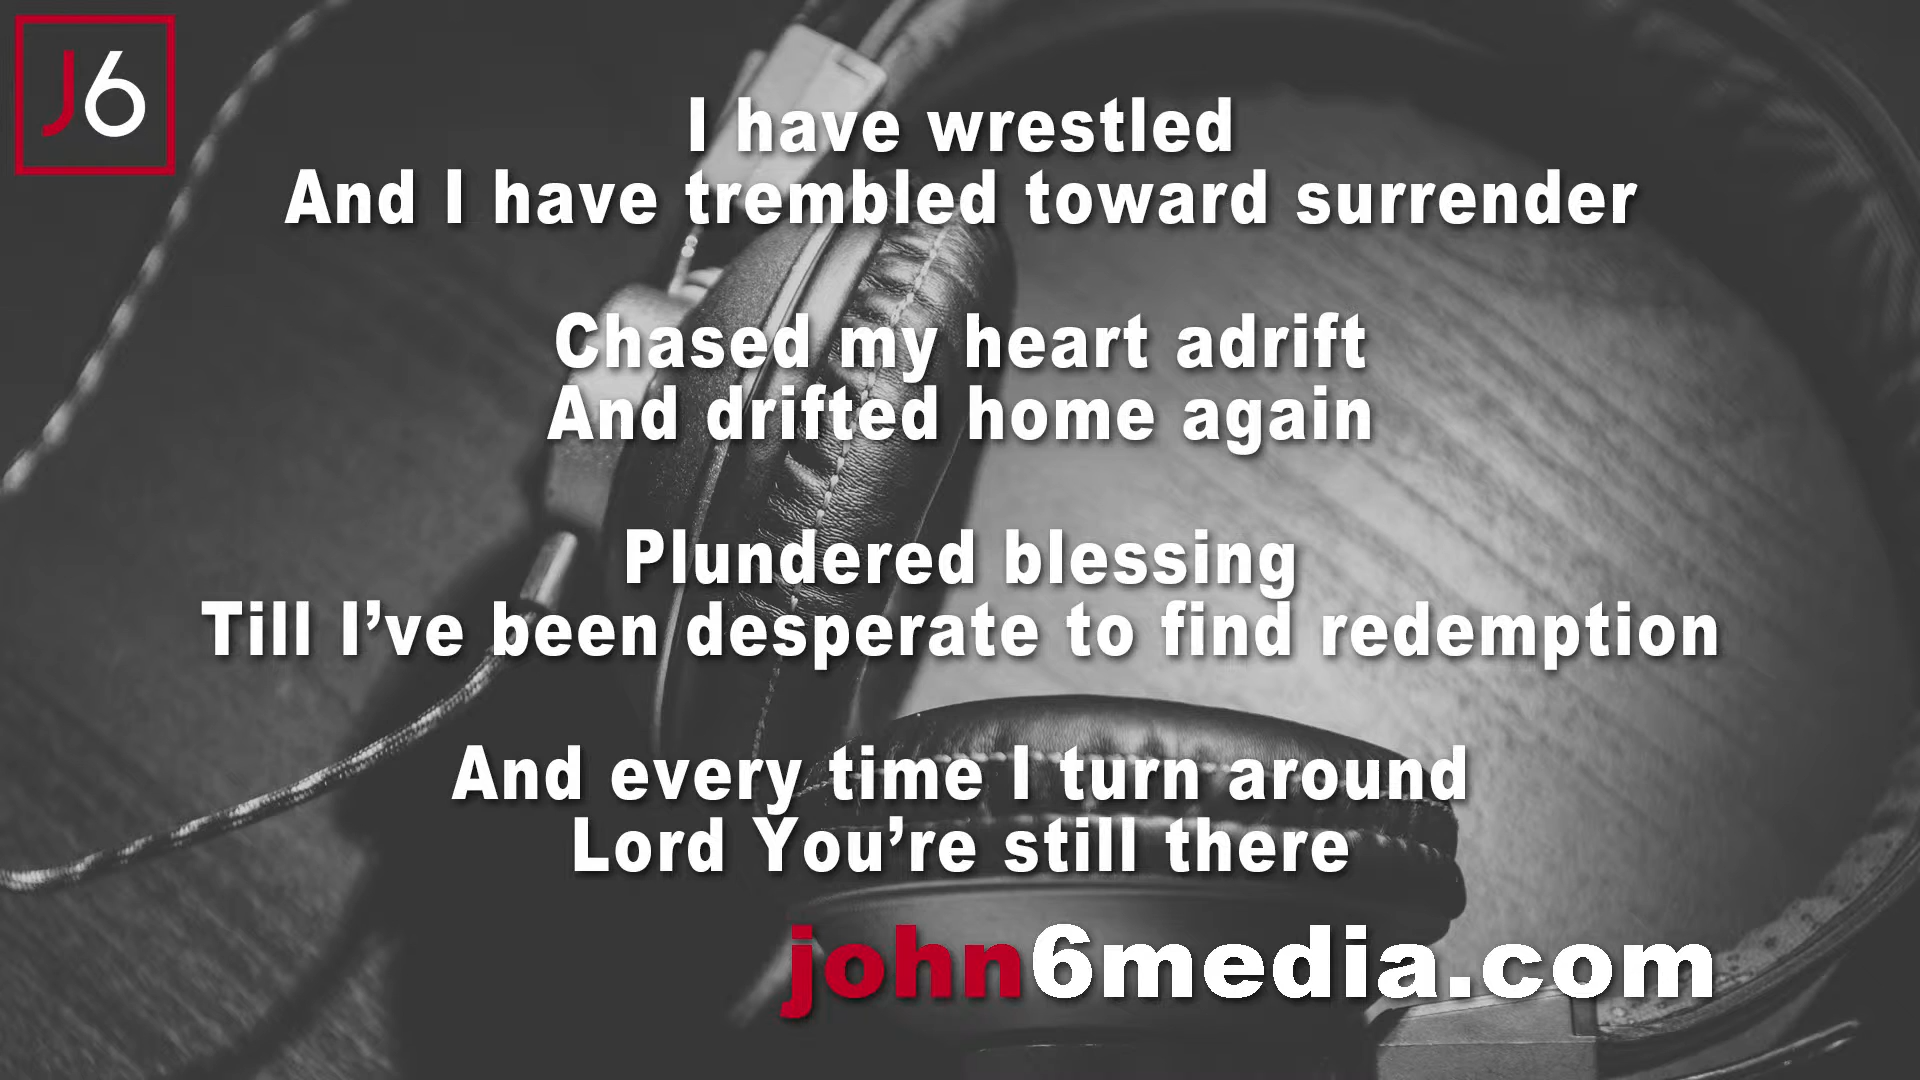 J6
I have wrestled
And I have trembled toward surrender
Chased my heart adrift
And drifted home again
Plundered blessing
Till I’ve been desperate to find redemption
And every time I turn around
Lord You’re still there
john6media.com